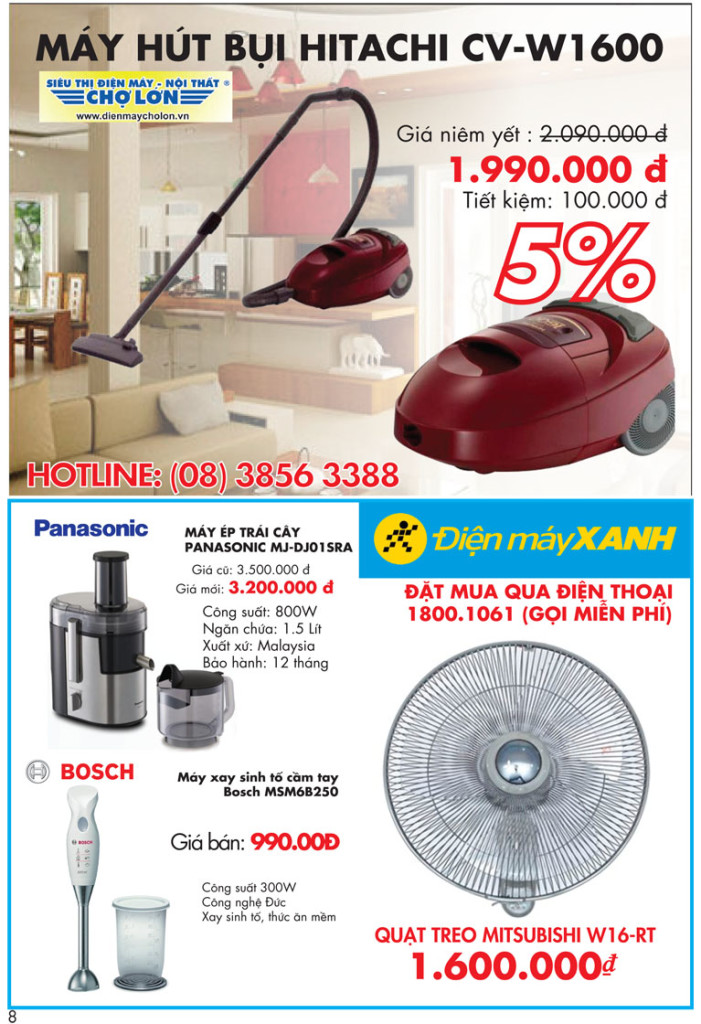 MÁY HÚT BỤI HITACHI CV-W1600
SIÊU THỊ ĐIỆN MÁY - NỘI THẤT ®
CHỢ LỚN
www.dienmaycholon.vn
Giá niêm yết : 2.090.000 đ
1.990.000 đ
Tiết kiệm: 100.000 đ
5%
HOTLINE: (08) 3856 3388
Panasonic
MÁY ÉP TRÁI CÂY
PANASONIC MJ-DJ01SRA
Giá cũ: 3.500.000 đ
Giá mới: 3.200.000 đ
Công suất: 800W
Ngăn chứa: 1.5 Lít
Xuất xứ: Malaysia
Bảo hành: 12 tháng
Điện máy XANH
ĐẶT MUA QUA ĐIỆN THOẠI
1800.1061 (GỌI MIỄN PHÍ)
BOSCH
Máy xay sinh tố cầm tay
Bosch MSM6B250
Giá bán: 990.00Đ
BOSCH
Công suất 300W
Công nghệ Đức
Xay sinh tố, thức ăn mềm
QUẠT TREO MITSUBISHI W16-RT
1.600.000đ
8